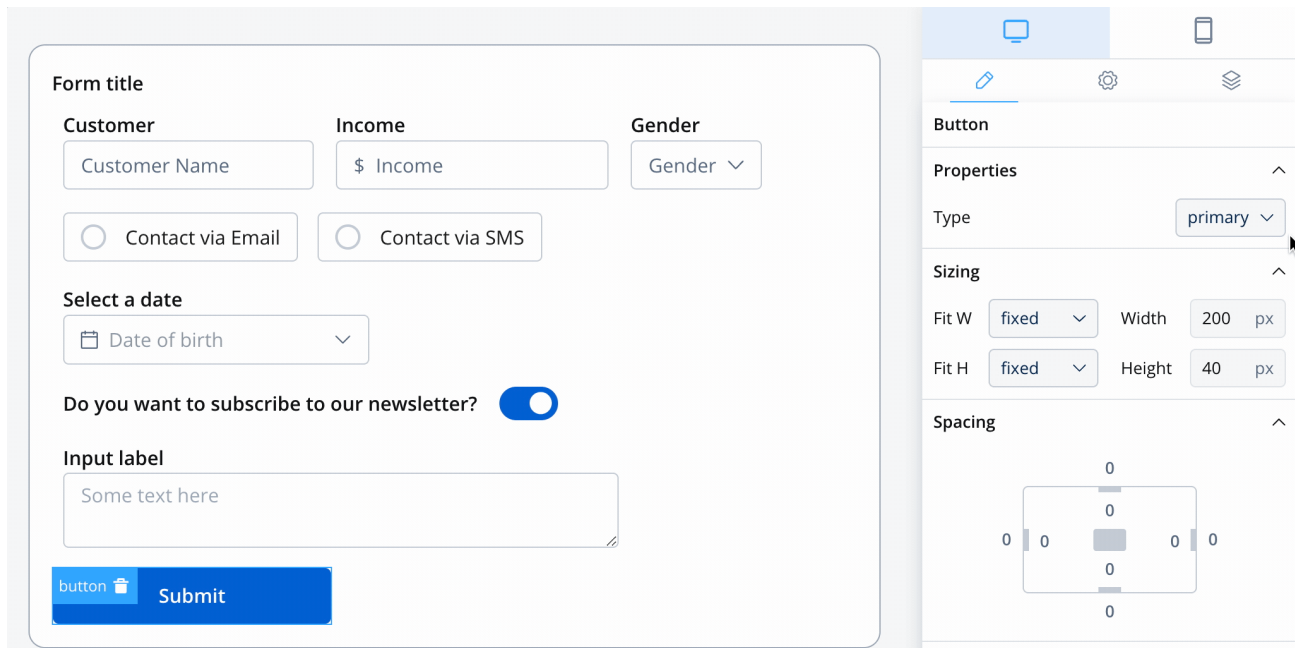 Form title
Customer Income Gender
Customer Name $ Income Gender
Contact via Email Contact via SMS
Select a date
Date of birth
Do you want to subscribe to our newsletter?
Input label
Some text here
button Submit
Button
Properties
Type primary
Sizing
Fit W fixed Width 200 px
Fit H fixed Height 40 px
Spacing
0
0
0 0 0 0
0
0